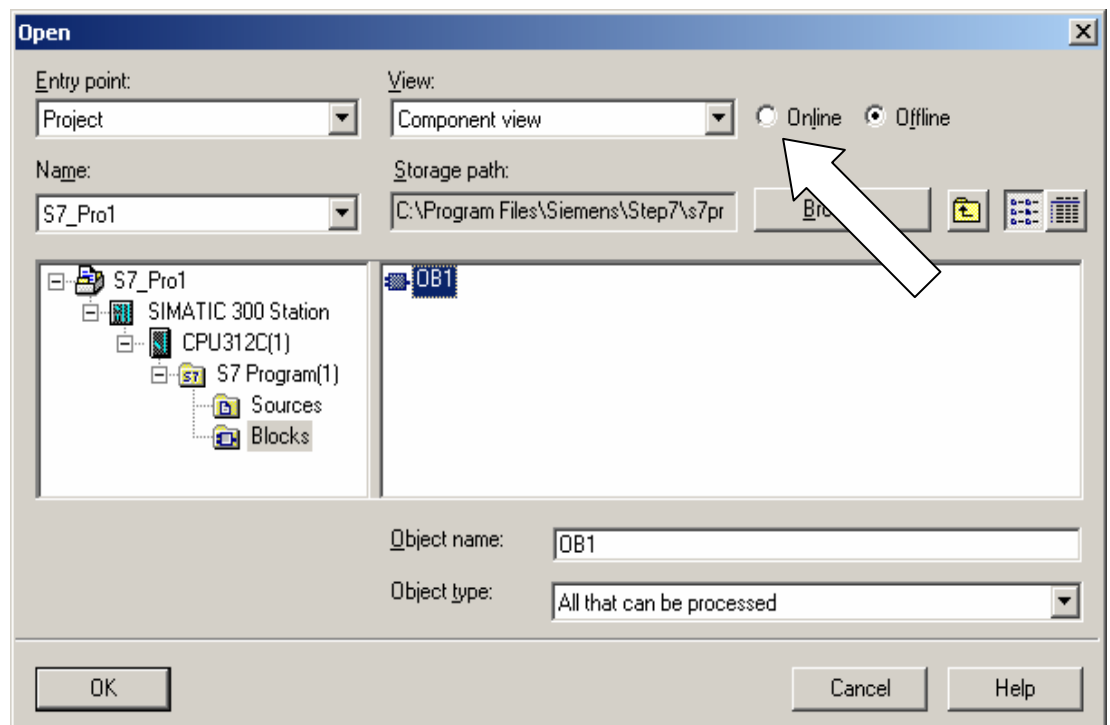 Open
Entry point:
View:
Project
Component view
Online
Offline
Name:
Storage path:
S7_Pro1
C:\Program Files\Siemens\Step7\s7pr
S7_Pro1
SIMATIC 300 Station
CPU312C(1)
S7 Program(1)
Sources
Blocks
OB1
Object name:
OB1
Object type:
All that can be processed
OK
Cancel
Help